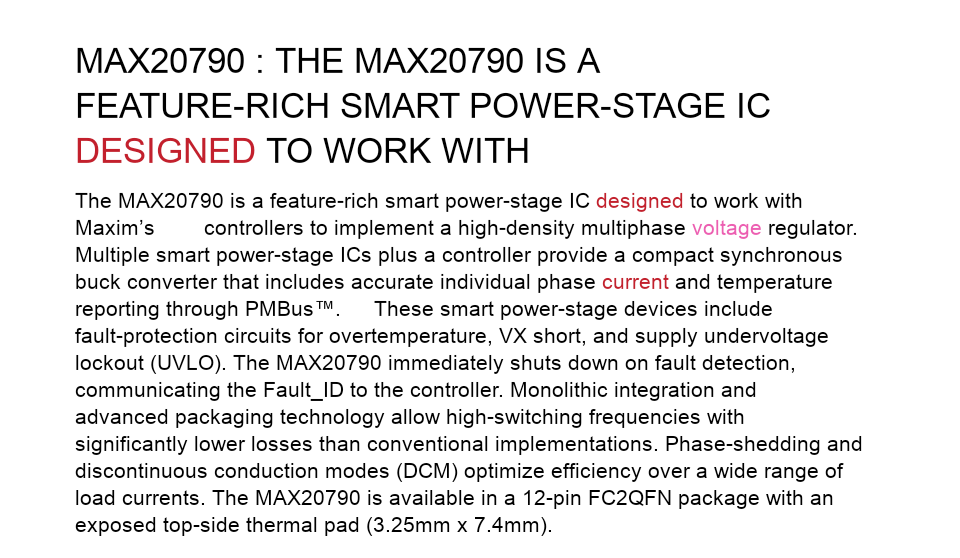 MAX20790 : THE MAX20790 IS A
FEATURE-RICH SMART POWER-STAGE IC
DESIGNED TO WORK WITH
The MAX20790 is a feature-rich smart power-stage IC designed to work with
Maxim’s controllers to implement a high-density multiphase voltage regulator.
Multiple smart power-stage ICs plus a controller provide a compact synchronous
buck converter that includes accurate individual phase current and temperature
reporting through PMBus™. These smart power-stage devices include
fault-protection circuits for overtemperature, VX short, and supply undervoltage
lockout (UVLO). The MAX20790 immediately shuts down on fault detection,
communicating the Fault_ID to the controller. Monolithic integration and
advanced packaging technology allow high-switching frequencies with
significantly lower losses than conventional implementations. Phase-shedding and
discontinuous conduction modes (DCM) optimize efficiency over a wide range of
load currents. The MAX20790 is available in a 12-pin FC2QFN package with an
exposed top-side thermal pad (3.25mm x 7.4mm).